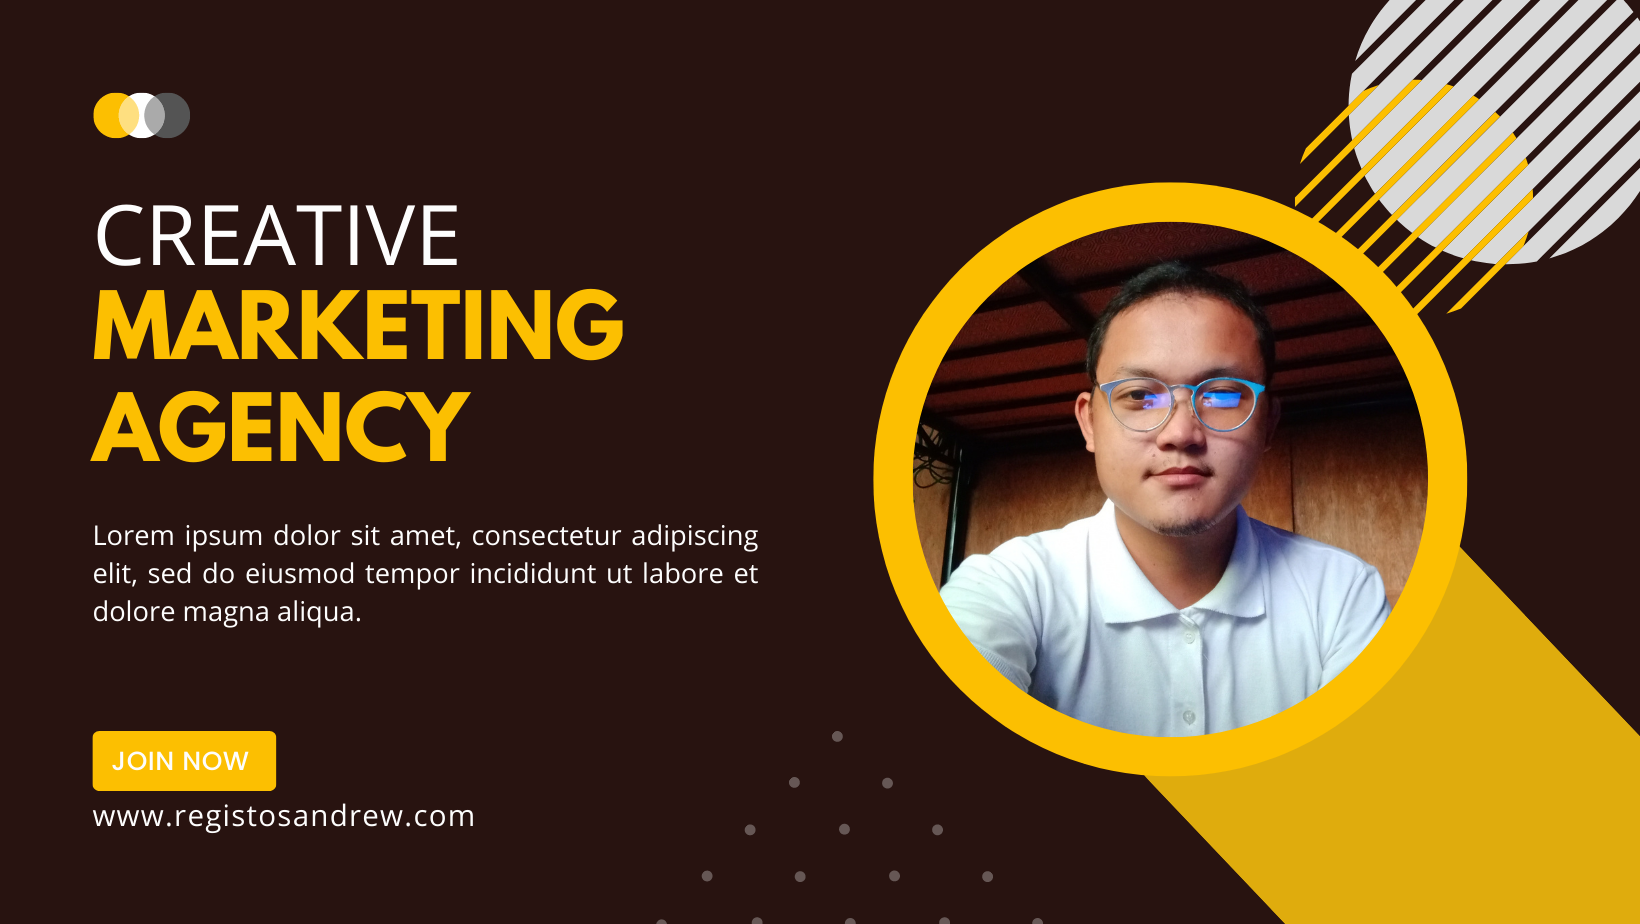 CREATIVE
MARKETING
AGENCY
Lorem ipsum dolor sit amet, consectetur adipiscing
elit, sed do eiusmod tempor incididunt ut labore et
dolore magna aliqua.
JOIN NOW
www.registosandrew.com